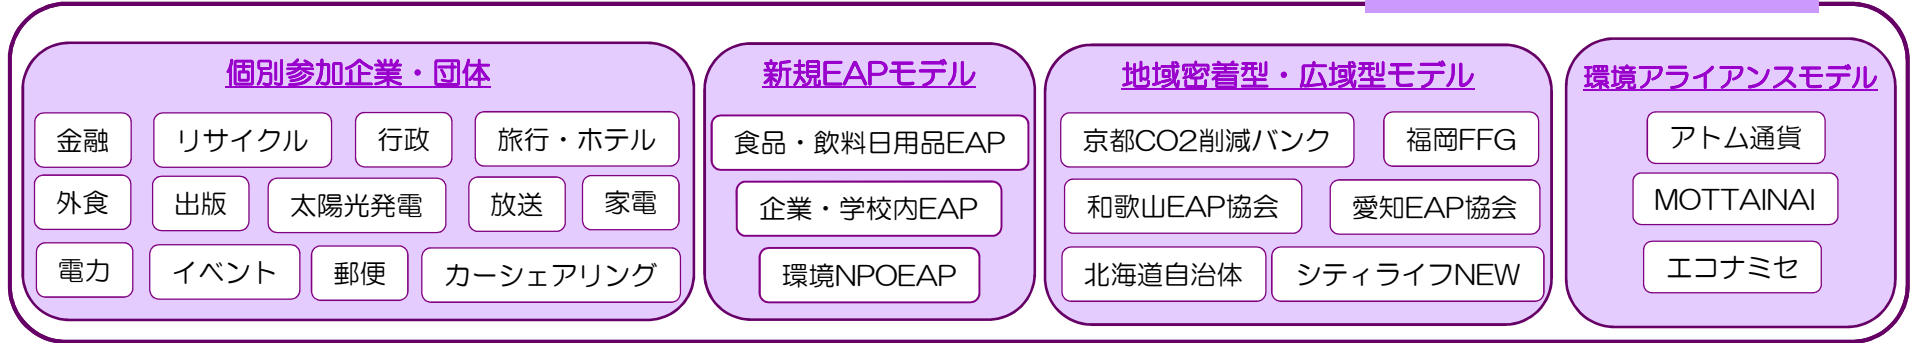 個別参加企業・団体
金融
リサイクル
行政
旅行・ホテル
外食
出版
太陽光発電
放送
家電
電力
イベント
郵便
カーシェアリング
新規EAPモデル
食品・飲料日用品EAP
企業・学校内EAP
環境NPOEAP
地域密着型・広域型モデル
京都CO2削減バンク
福岡FFG
和歌山EAP協会
愛知EAP協会
北海道自治体
シティライフNEW
環境アライアンスモデル
アトム通貨
MOTTAINAI
エコナミセ